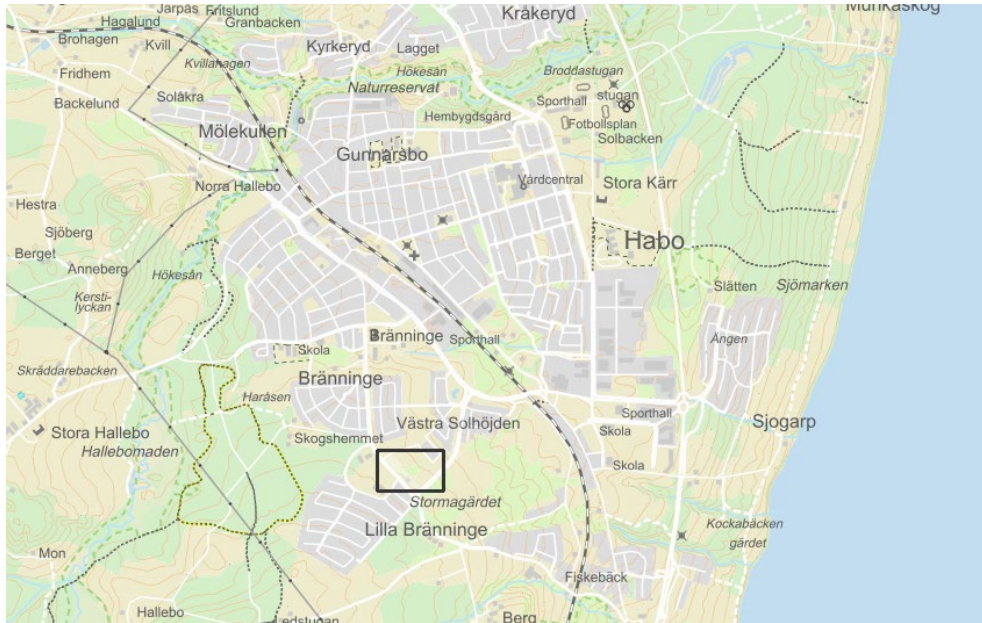 Jarpås
Fritslund
Munkaskog
Hagalund
Granbacken
Kråkeryd
Brohagen
Kvill
Kyrkeryd
Lagget
Kvillahagen
Fridhem
Hökesån
Broddastugan
Naturreservat
stugan
Solåkra
Backelund
Sporthall
Hembygdsgård
Fotbollsplan
Mölekullen
Solbacken
Gunnarsbo
Vårdcentral
Stora Kärr
Norra Hallebo
Hestra
Sjöberg
Habo
Berget
Anneberg
Hökesån
Slätten
Sjömarken
Kersti-
lyckan
Bränninge
Sporthall
Ängen
Skola
Skräddarebacken
Bränninge
Haråsen
Sporthall
Västra Solhöjden
Sjogarp
Stora Hallebo
Skogshemmet
Skola
Hallebomaden
Skola
Stormagärdet
Lilla Bränninge
Kockabäcken
gärdet
Mon
Fiskebäck
Hallebo
Berg
Ledstugan